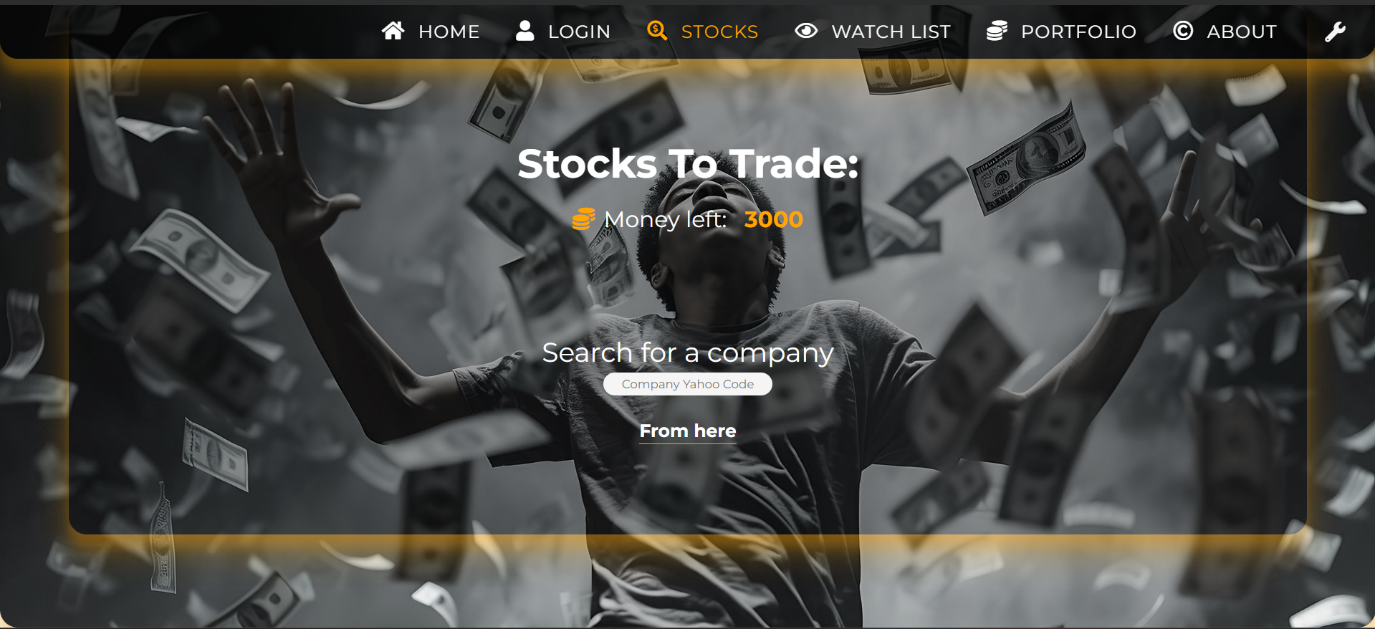 HOME LOGIN STOCKS WATCH LIST PORTFOLIO ABOUT
Stocks To Trade:
Money left: 3000
Search for a company
Company Yahoo Code
From here